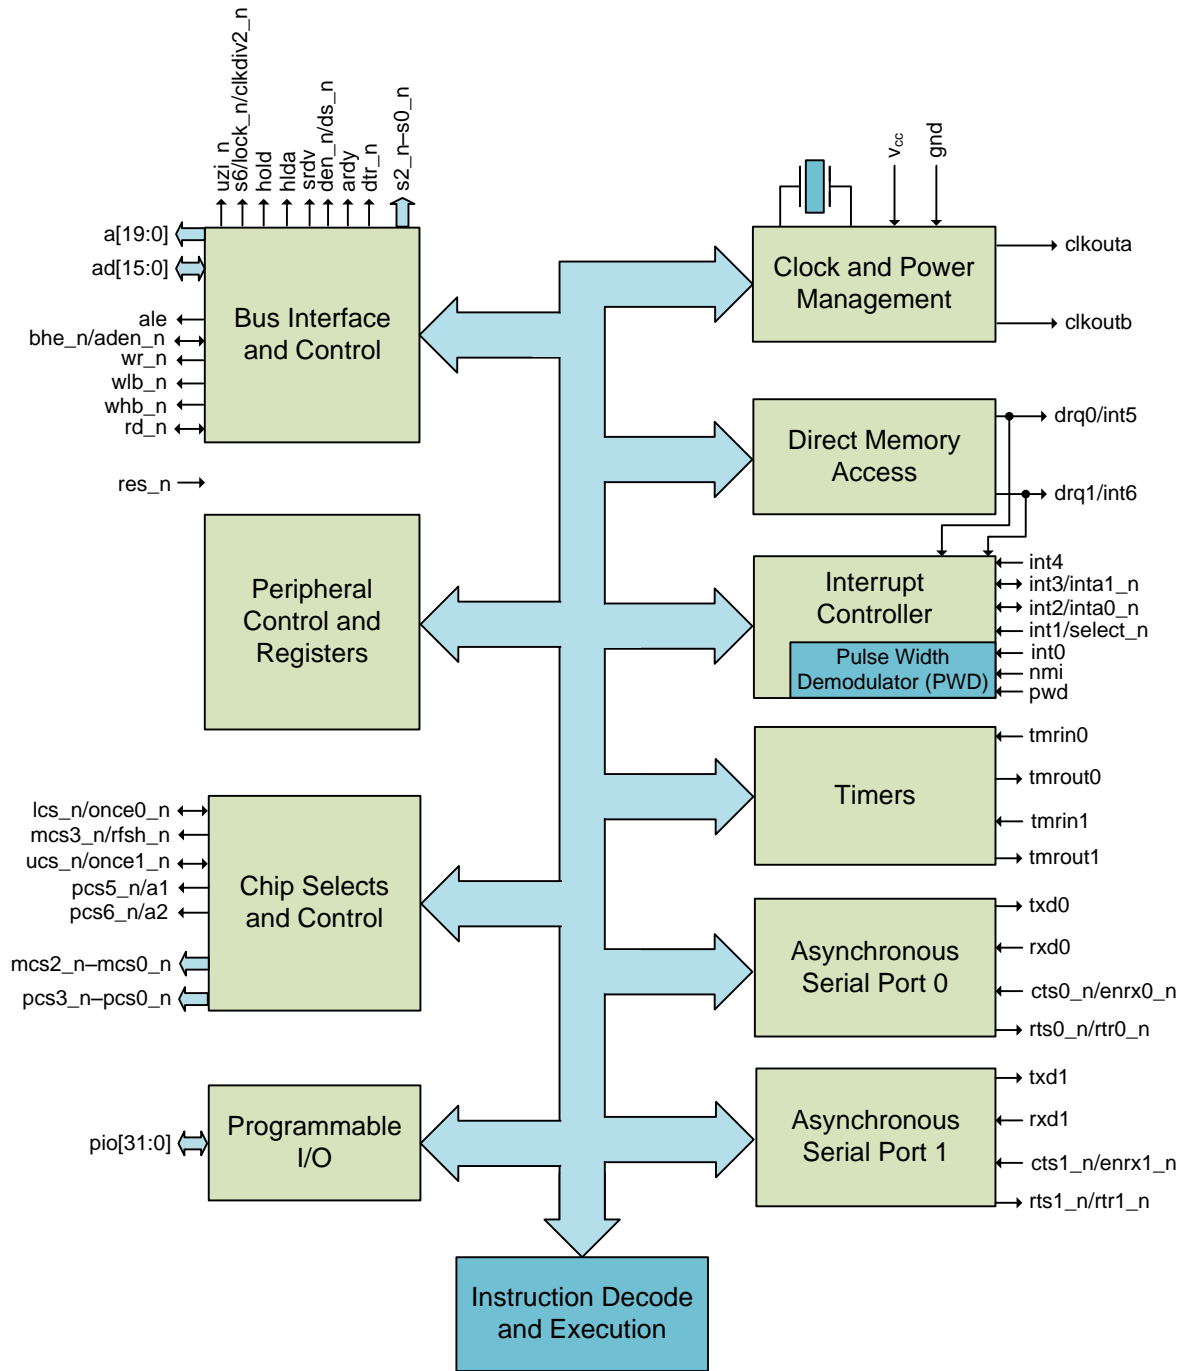 uzi_n
s6/lock_n/clkdiv2_n
hold
hlda
srdv
den_n/ds_n
ardy
dtr_n
s2_n–s0_n
vcc
gnd
a[19:0]
ad[15:0]
ale
bhe_n/aden_n
wr_n
wlb_n
whb_n
rd_n
res_n
Bus Interface
and Control
Clock and Power
Management
clkouta
clkoutb
Direct Memory
Access
drq0/int5
drq1/int6
Peripheral
Control and
Registers
Interrupt
Controller
Pulse Width
Demodulator (PWD)
int4
int3/inta1_n
int2/inta0_n
int1/select_n
int0
nmi
pwd
Timers
tmrin0
tmrout0
tmrin1
tmrout1
lcs_n/once0_n
mcs3_n/rfsh_n
ucs_n/once1_n
pcs5_n/a1
pcs6_n/a2
mcs2_n–mcs0_n
pcs3_n–pcs0_n
Chip Selects
and Control
Asynchronous
Serial Port 0
txd0
rxd0
cts0_n/enrx0_n
rts0_n/rtr0_n
pio[31:0]
Programmable
I/O
Asynchronous
Serial Port 1
txd1
rxd1
cts1_n/enrx1_n
rts1_n/rtr1_n
Instruction Decode
and Execution